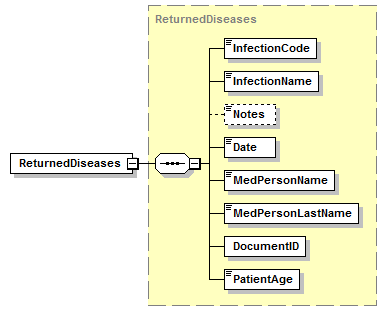 ReturnedDiseases
InfectionCode
InfectionName
Notes
Date
ReturnedDiseases
MedPersonName
MedPersonLastName
DocumentID
PatientAge